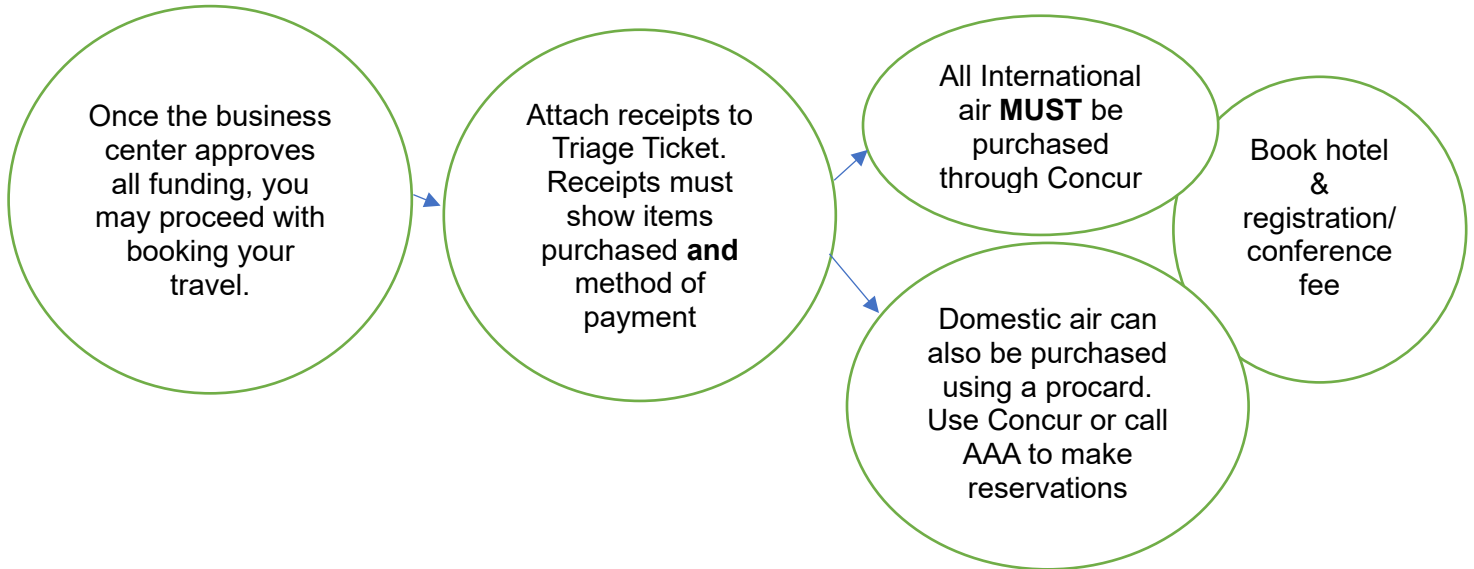 Once the business
center approves
all funding, you
may proceed with
booking your
travel.
Attach receipts to
Triage Ticket.
Receipts must
show items
purchased and
method of
payment
All International
air MUST be
purchased
through Concur
Domestic air can
also be purchased
using a procard.
Use Concur or call
AAA to make
reservations
Book hotel
&
registration/
conference
fee